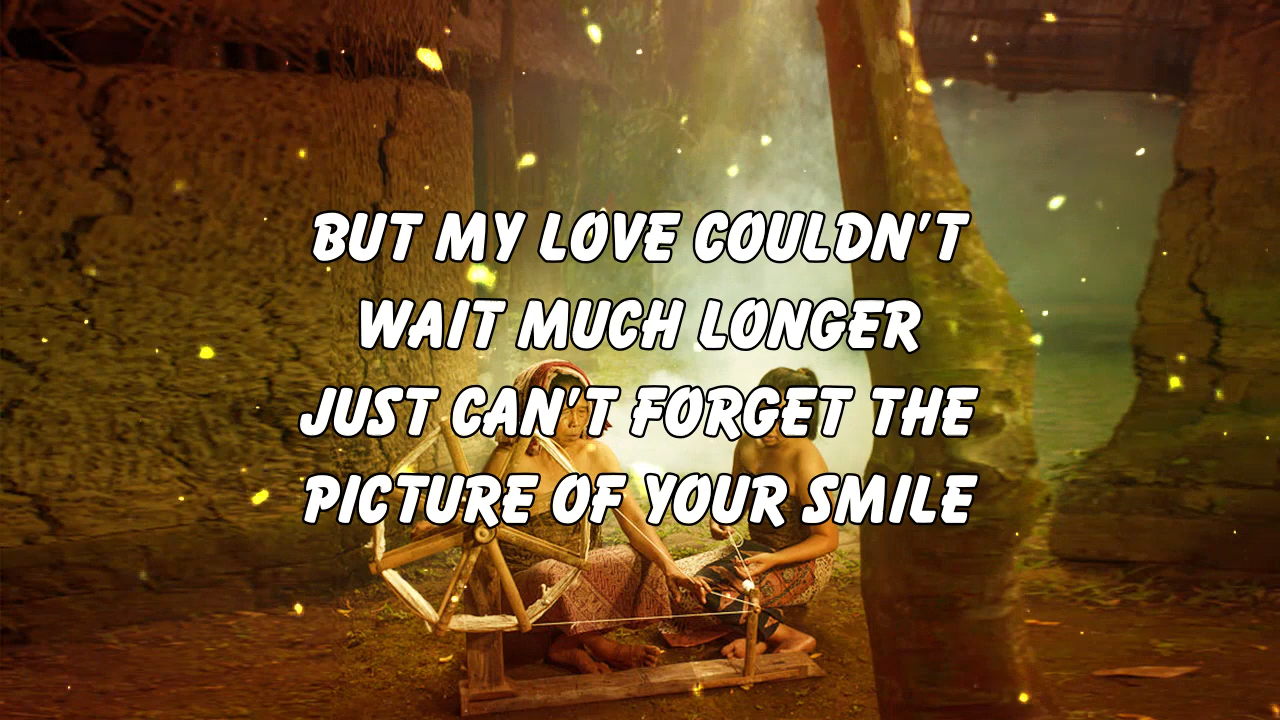 BUT MY LOVE COULDN'T
WAIT MUCH LONGER
JUST CAN'T FORGET THE
PICTURE OF YOUR SMILE